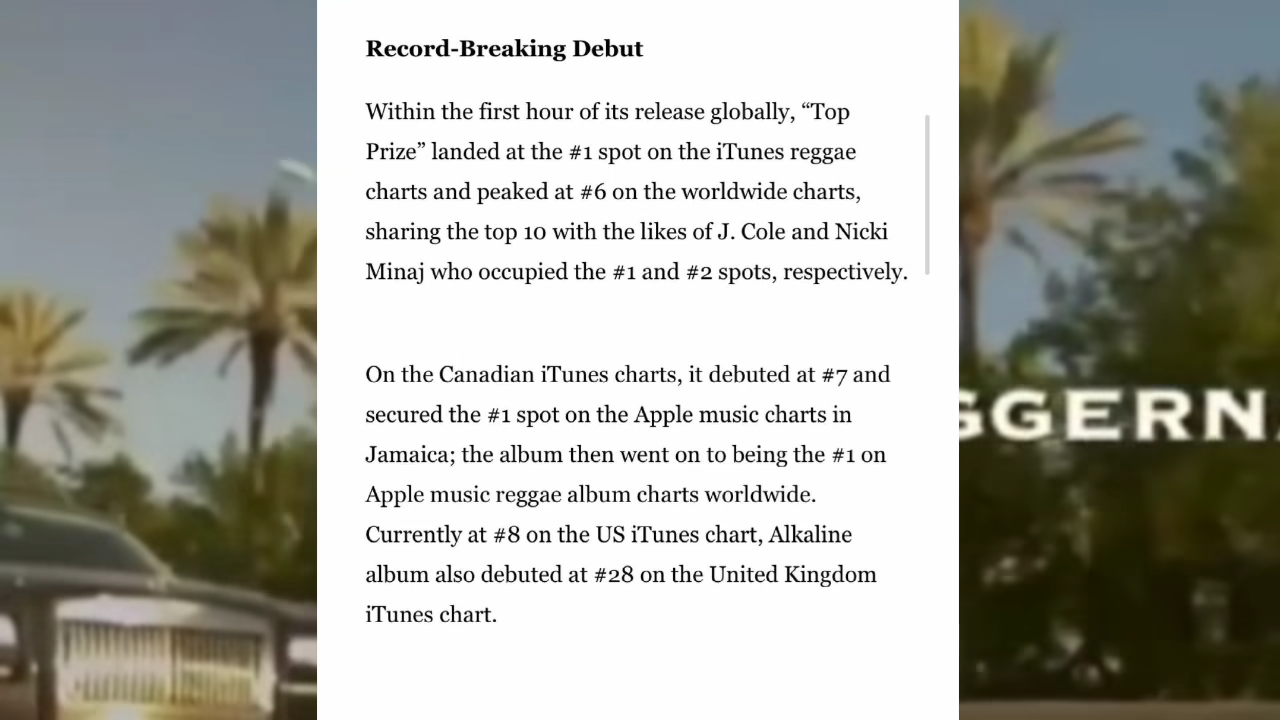 Record-Breaking Debut
Within the first hour of its release globally, “Top
Prize” landed at the #1 spot on the iTunes reggae
charts and peaked at #6 on the worldwide charts,
sharing the top 10 with the likes of J. Cole and Nicki
Minaj who occupied the #1 and #2 spots, respectively.
On the Canadian iTunes charts, it debuted at #7 and
secured the #1 spot on the Apple music charts in
Jamaica; the album then went on to being the #1 on
Apple music reggae album charts worldwide.
Currently at #8 on the US iTunes chart, Alkaline
album also debuted at #28 on the United Kingdom
iTunes chart.
GGERN